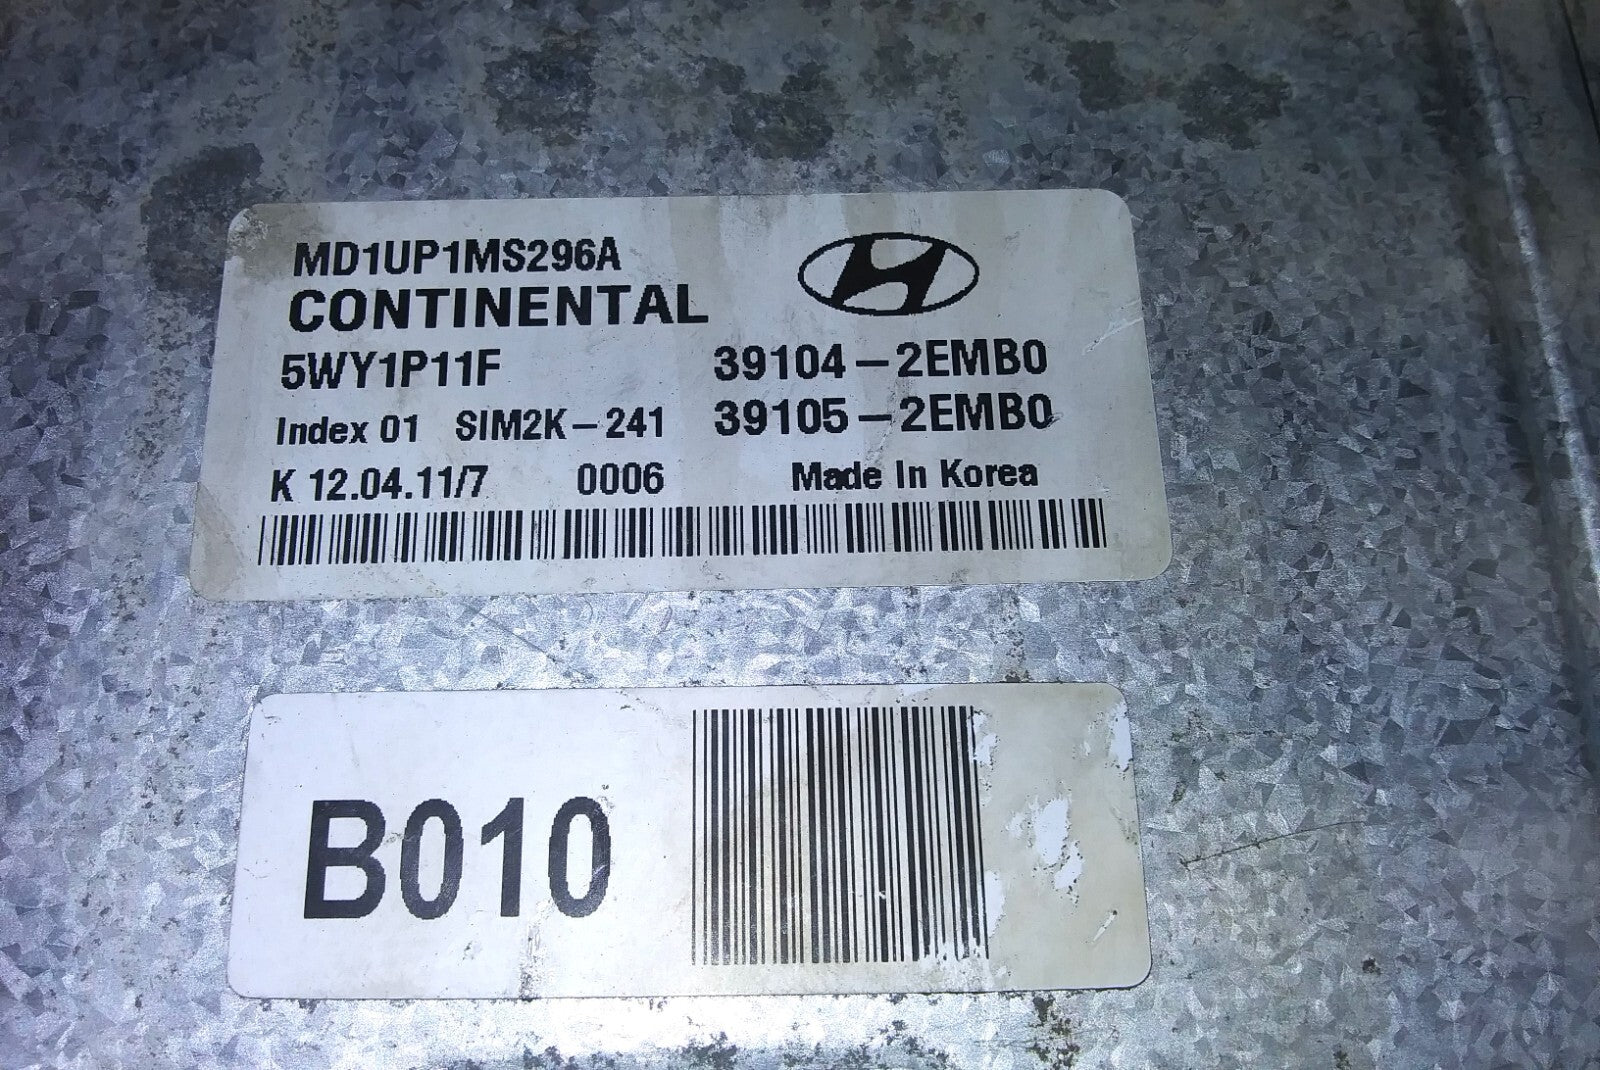 MD1UP1MS296A
CONTINENTAL
5WY1P11F 39104-2EMB0
Index 01 SIM2K-241 39105-2EMB0
K 12.04.11/7 0006 Made In Korea
B010